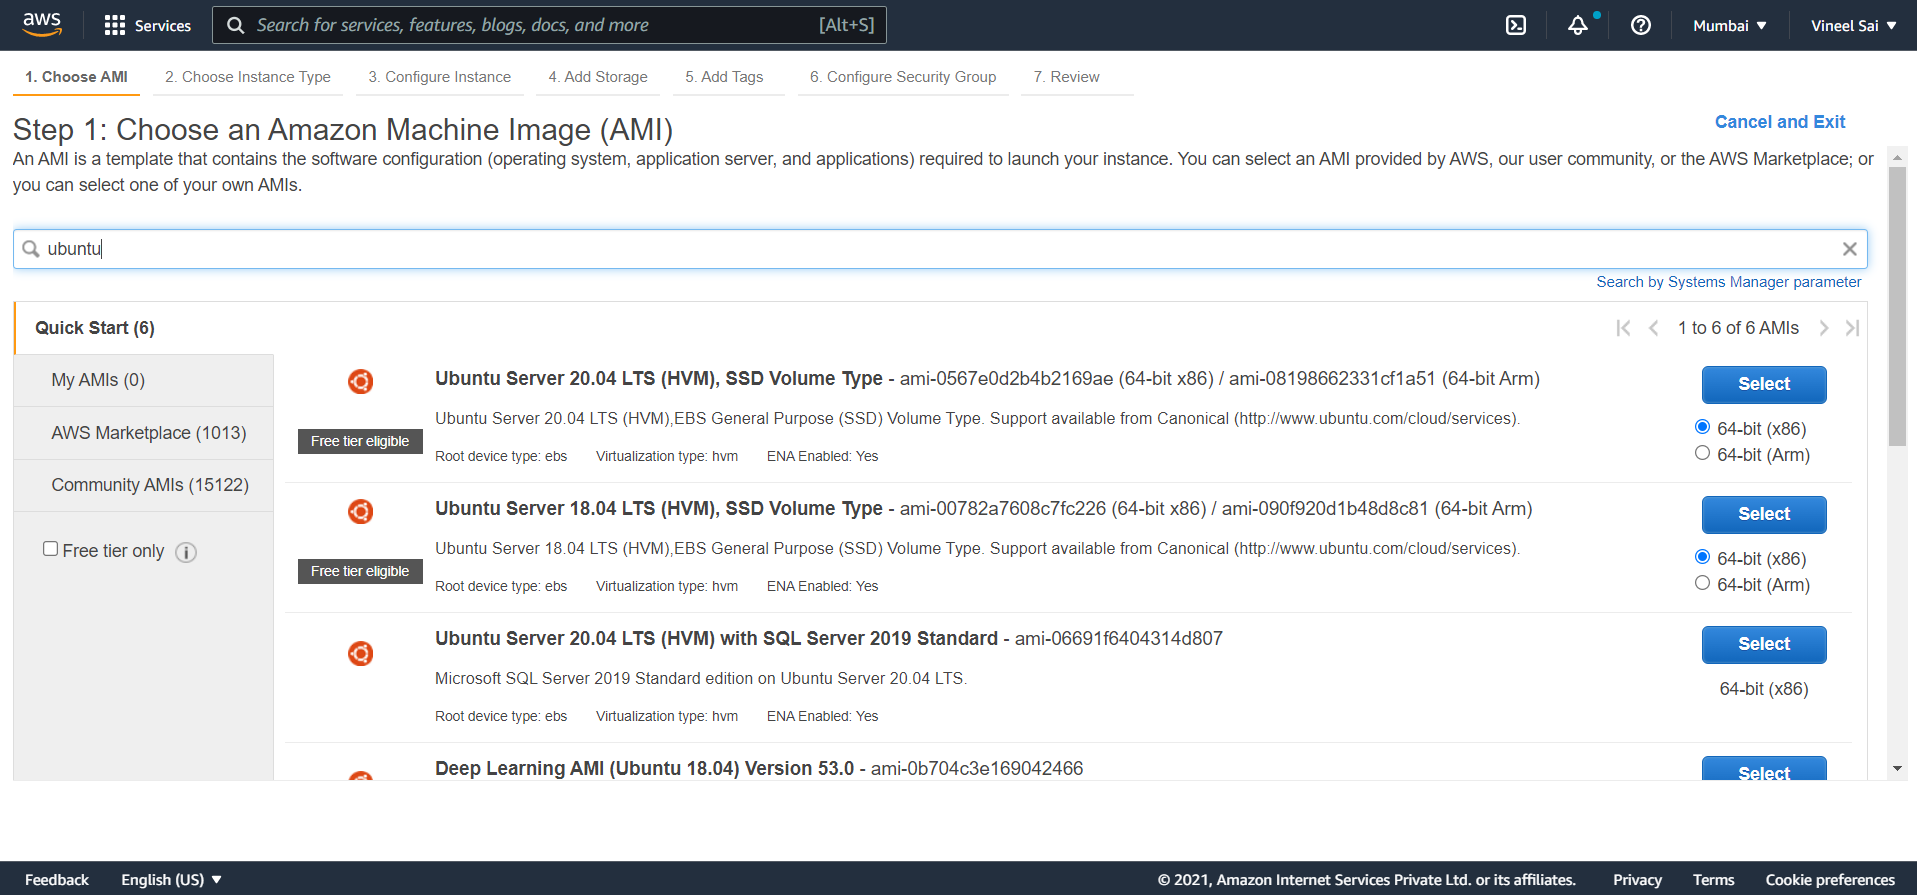 aws Services Search for services, features, blogs, docs, and more [Alt+S] Mumbai ▼ Vineel Sai ▼
1. Choose AMI 2. Choose Instance Type 3. Configure Instance 4. Add Storage 5. Add Tags 6. Configure Security Group 7. Review
Step 1: Choose an Amazon Machine Image (AMI) Cancel and Exit
An AMI is a template that contains the software configuration (operating system, application server, and applications) required to launch your instance. You can select an AMI provided by AWS, our user community, or the AWS Marketplace; or
you can select one of your own AMIs.
ubuntu
Search by Systems Manager parameter
Quick Start (6) 1 to 6 of 6 AMIs
My AMIs (0)
AWS Marketplace (1013)
Community AMIs (15122)
Free tier only
Ubuntu Server 20.04 LTS (HVM), SSD Volume Type - ami-0567e0d2b4b2169ae (64-bit x86) / ami-08198662331cf1a51 (64-bit Arm) Select
Ubuntu Server 20.04 LTS (HVM),EBS General Purpose (SSD) Volume Type. Support available from Canonical (http://www.ubuntu.com/cloud/services). 64-bit (x86)
Free tier eligible
Root device type: ebs Virtualization type: hvm ENA Enabled: Yes 64-bit (Arm)
Ubuntu Server 18.04 LTS (HVM), SSD Volume Type - ami-00782a7608c7fc226 (64-bit x86) / ami-090f920d1b48d8c81 (64-bit Arm) Select
Ubuntu Server 18.04 LTS (HVM),EBS General Purpose (SSD) Volume Type. Support available from Canonical (http://www.ubuntu.com/cloud/services). 64-bit (x86)
Free tier eligible
Root device type: ebs Virtualization type: hvm ENA Enabled: Yes 64-bit (Arm)
Ubuntu Server 20.04 LTS (HVM) with SQL Server 2019 Standard - ami-06691f6404314d807 Select
Microsoft SQL Server 2019 Standard edition on Ubuntu Server 20.04 LTS. 64-bit (x86)
Root device type: ebs Virtualization type: hvm ENA Enabled: Yes
Deep Learning AMI (Ubuntu 18.04) Version 53.0 - ami-0b704c3e169042466 Select
Feedback English (US) ▼ © 2021, Amazon Internet Services Private Ltd. or its affiliates. Privacy Terms Cookie preferences